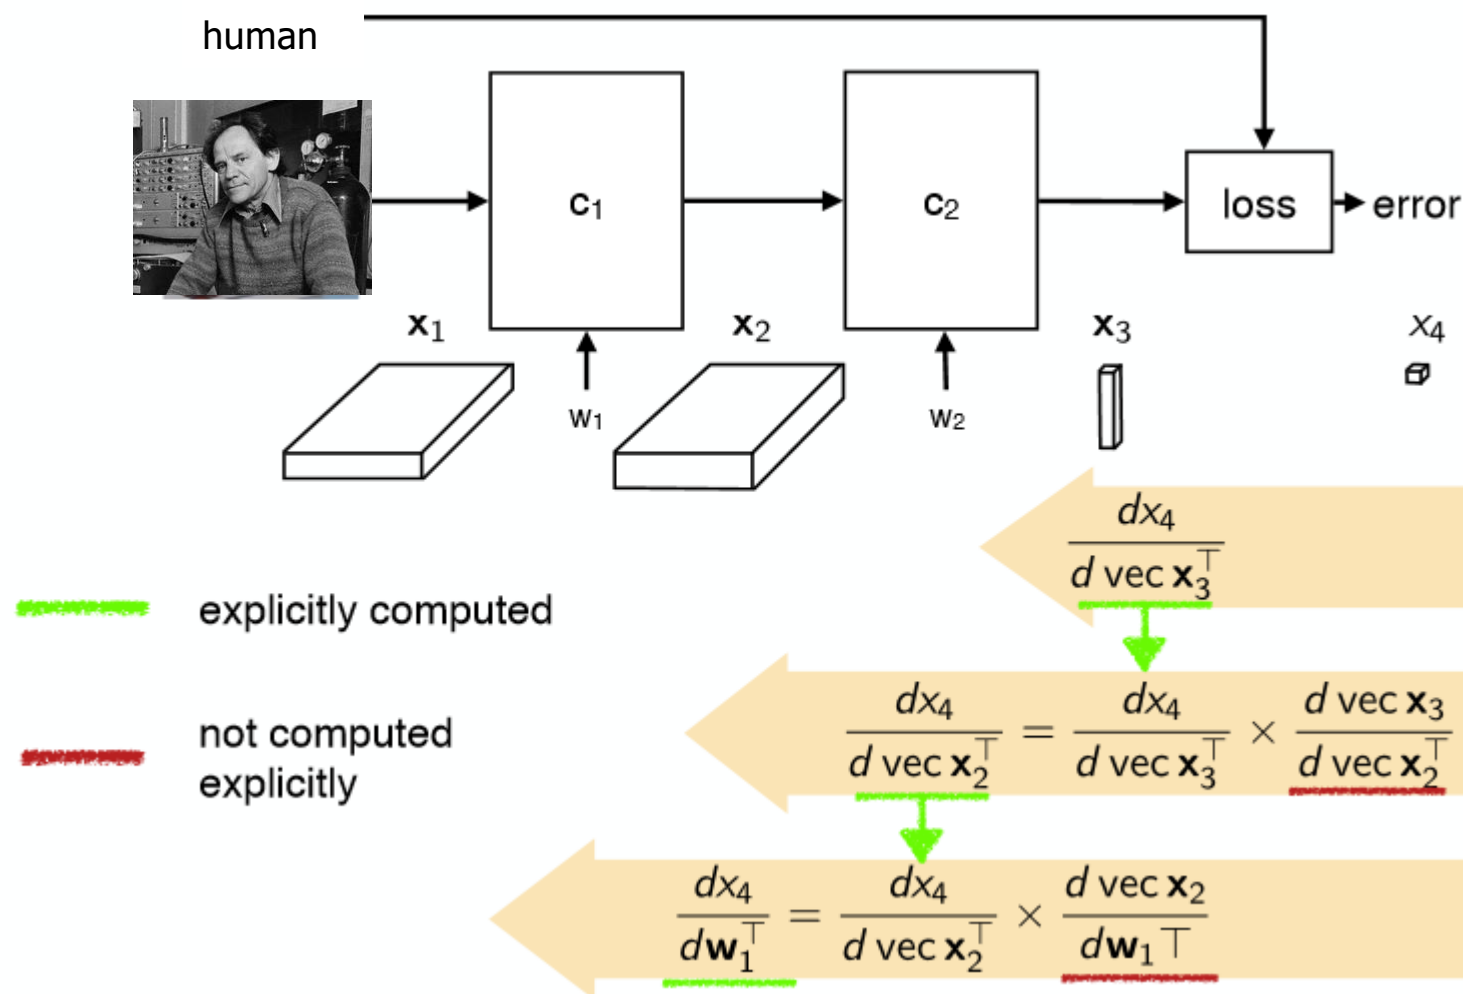 human
c₁
c₂
loss
error
x₁
x₂
x₃
x₄
w₁
w₂
dx₄ / d vec x₃^⊤
explicitly computed
not computed
explicitly
dx₄ / d vec x₂^⊤ = dx₄ / d vec x₃^⊤ × d vec x₃ / d vec x₂^⊤
dx₄ / dw₁^⊤ = dx₄ / d vec x₂^⊤ × d vec x₂ / dw₁ ⊤